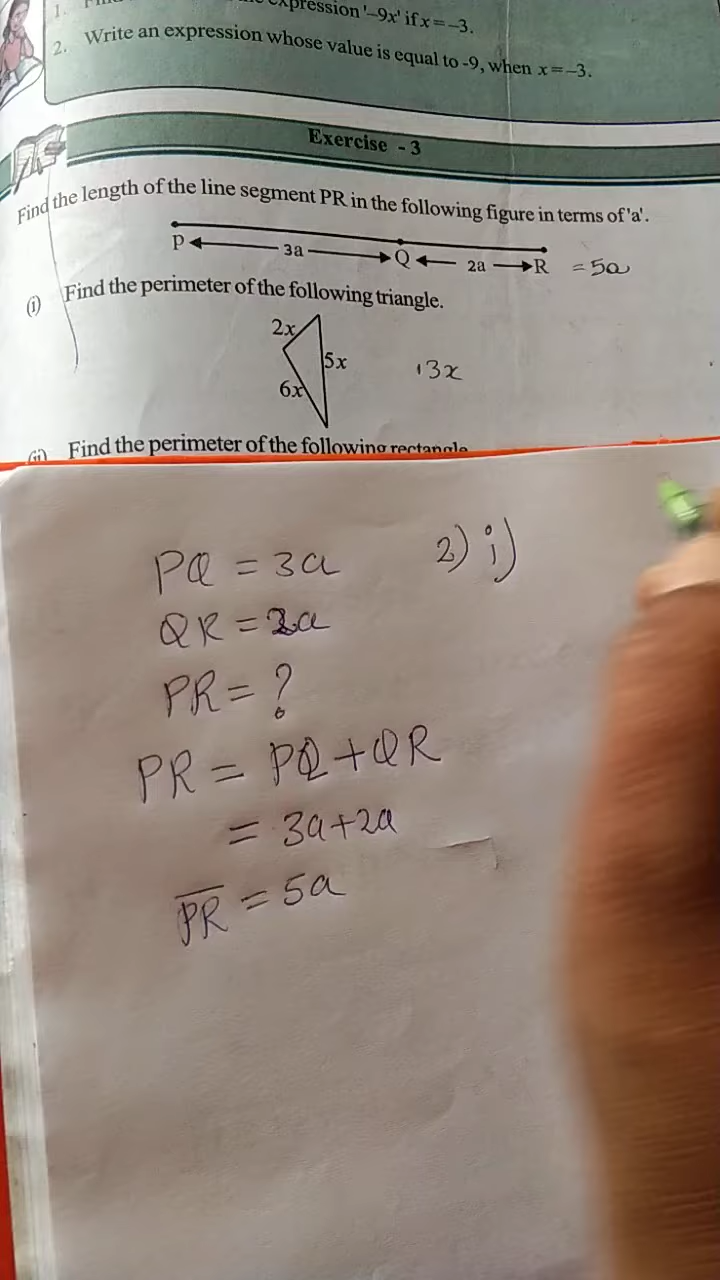 1.
expression '–9x' if x = –3.
2. Write an expression whose value is equal to -9, when x = –3.
Exercise - 3
Find the length of the line segment PR in the following figure in terms of 'a'.
P 3a Q 2a R = 5a
(i) Find the perimeter of the following triangle.
2x
5x
6x
13x
(ii) Find the perimeter of the following rectangle
PQ = 3a
2) i)
QR = 2a
PR = ?
PR = PQ + QR
= 3a + 2a
PR = 5a